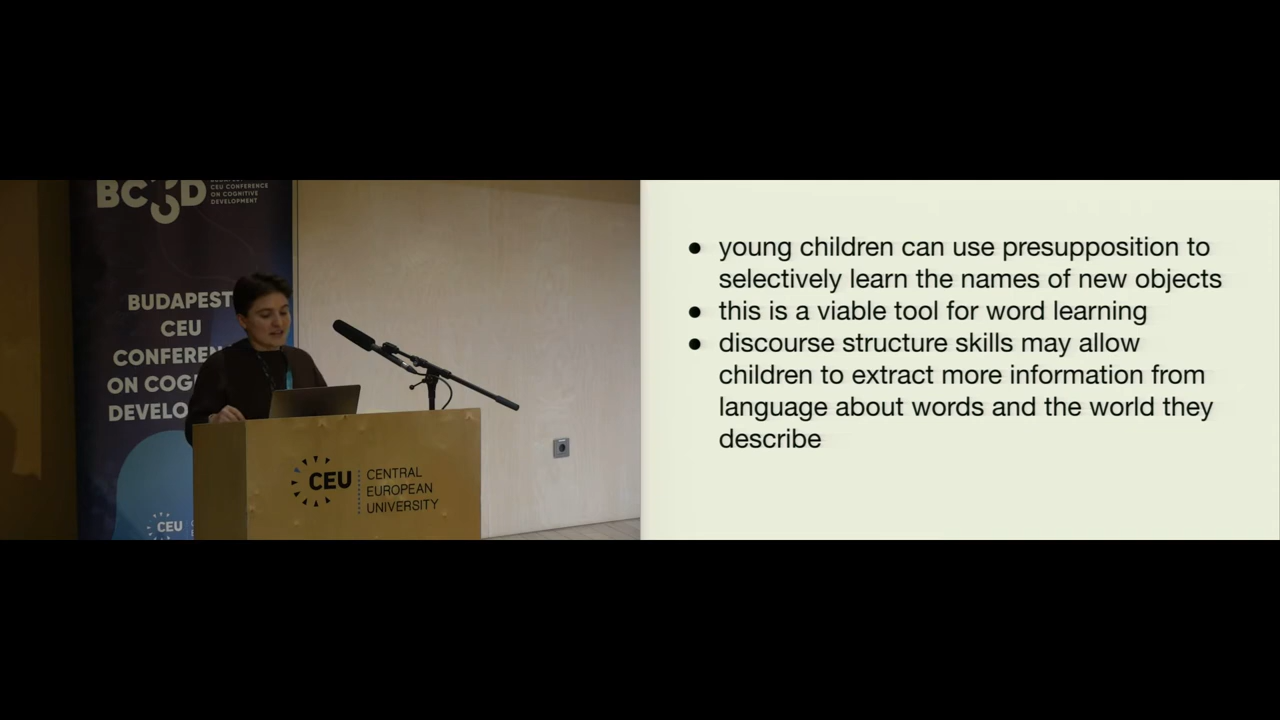 BC D
CEU CONFERENCE
ON COGNITIVE
DEVELOPMENT
BUDAPEST
CEU
CONFEREN
ON COG
DEVELO
CEU
CEU
CENTRAL
EUROPEAN
UNIVERSITY
● young children can use presupposition to
selectively learn the names of new objects
● this is a viable tool for word learning
● discourse structure skills may allow
children to extract more information from
language about words and the world they
describe